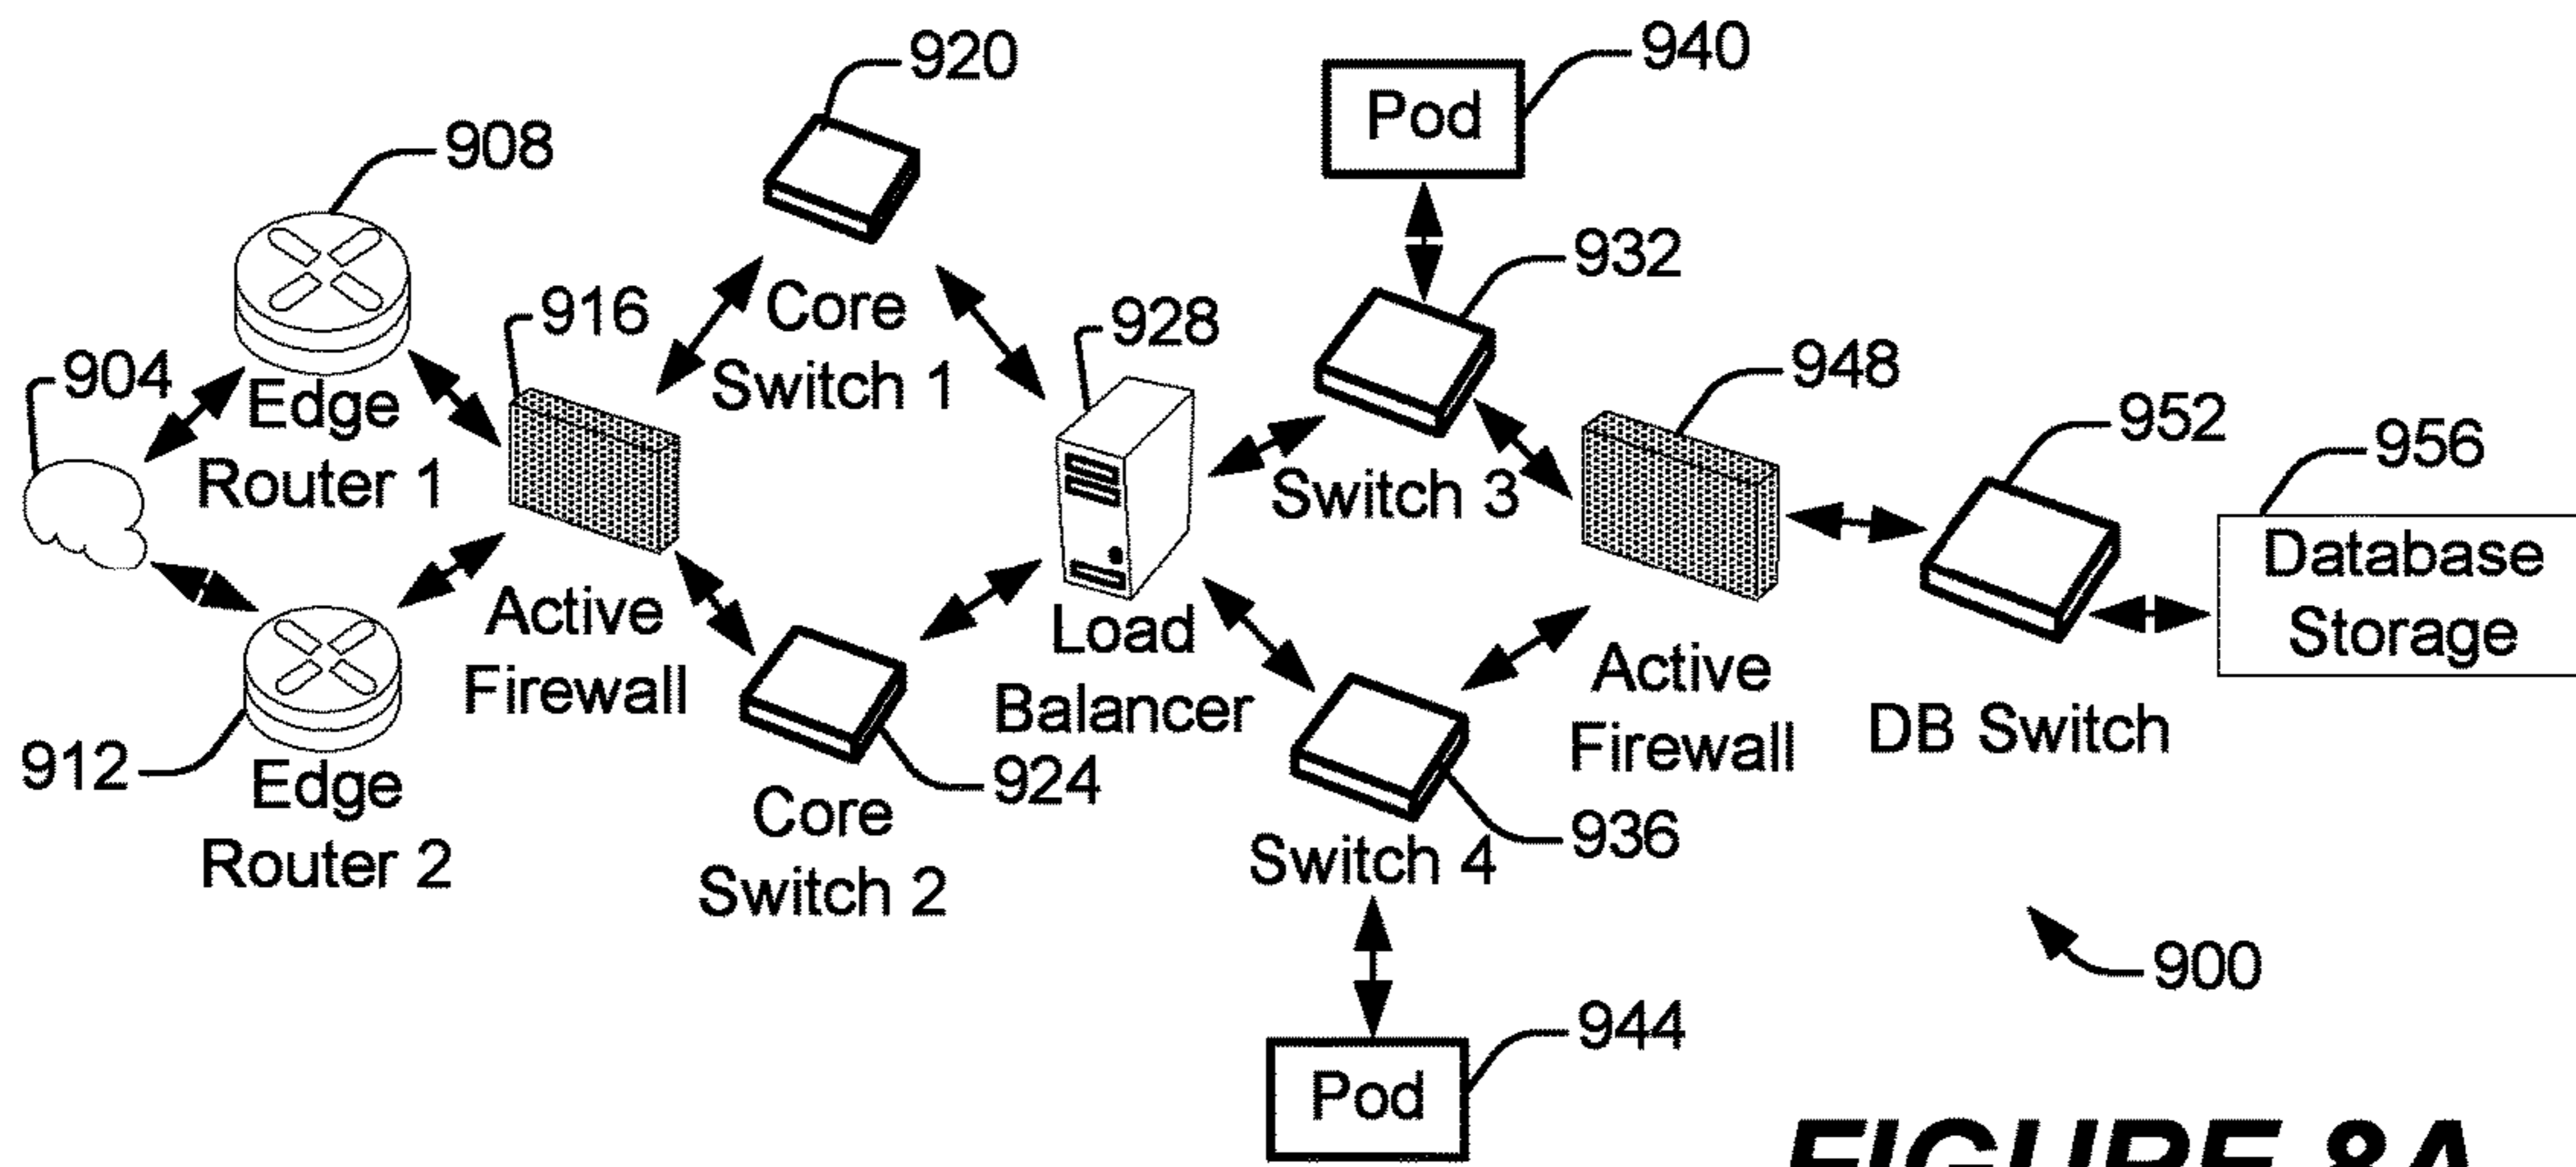 920
940
Pod
908
932
916
Core
Switch 1
928
948
904
Edge
Router 1
952
956
Switch 3
Database
Storage
Active
Firewall
Load
Balancer
Active
Firewall
DB Switch
912
Edge
Router 2
924
Core
Switch 2
936
Switch 4
900
944
Pod
FIGURE 8A